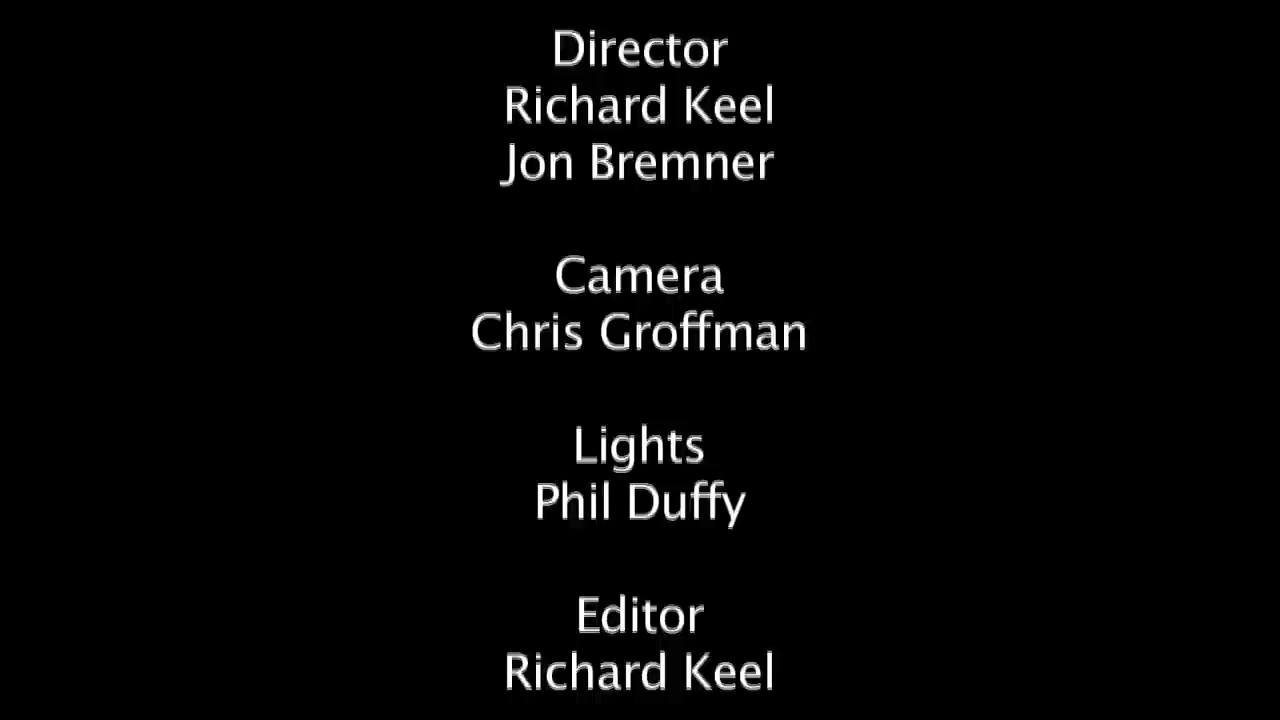 Director
Richard Keel
Jon Bremner
Camera
Chris Groffman
Lights
Phil Duffy
Editor
Richard Keel